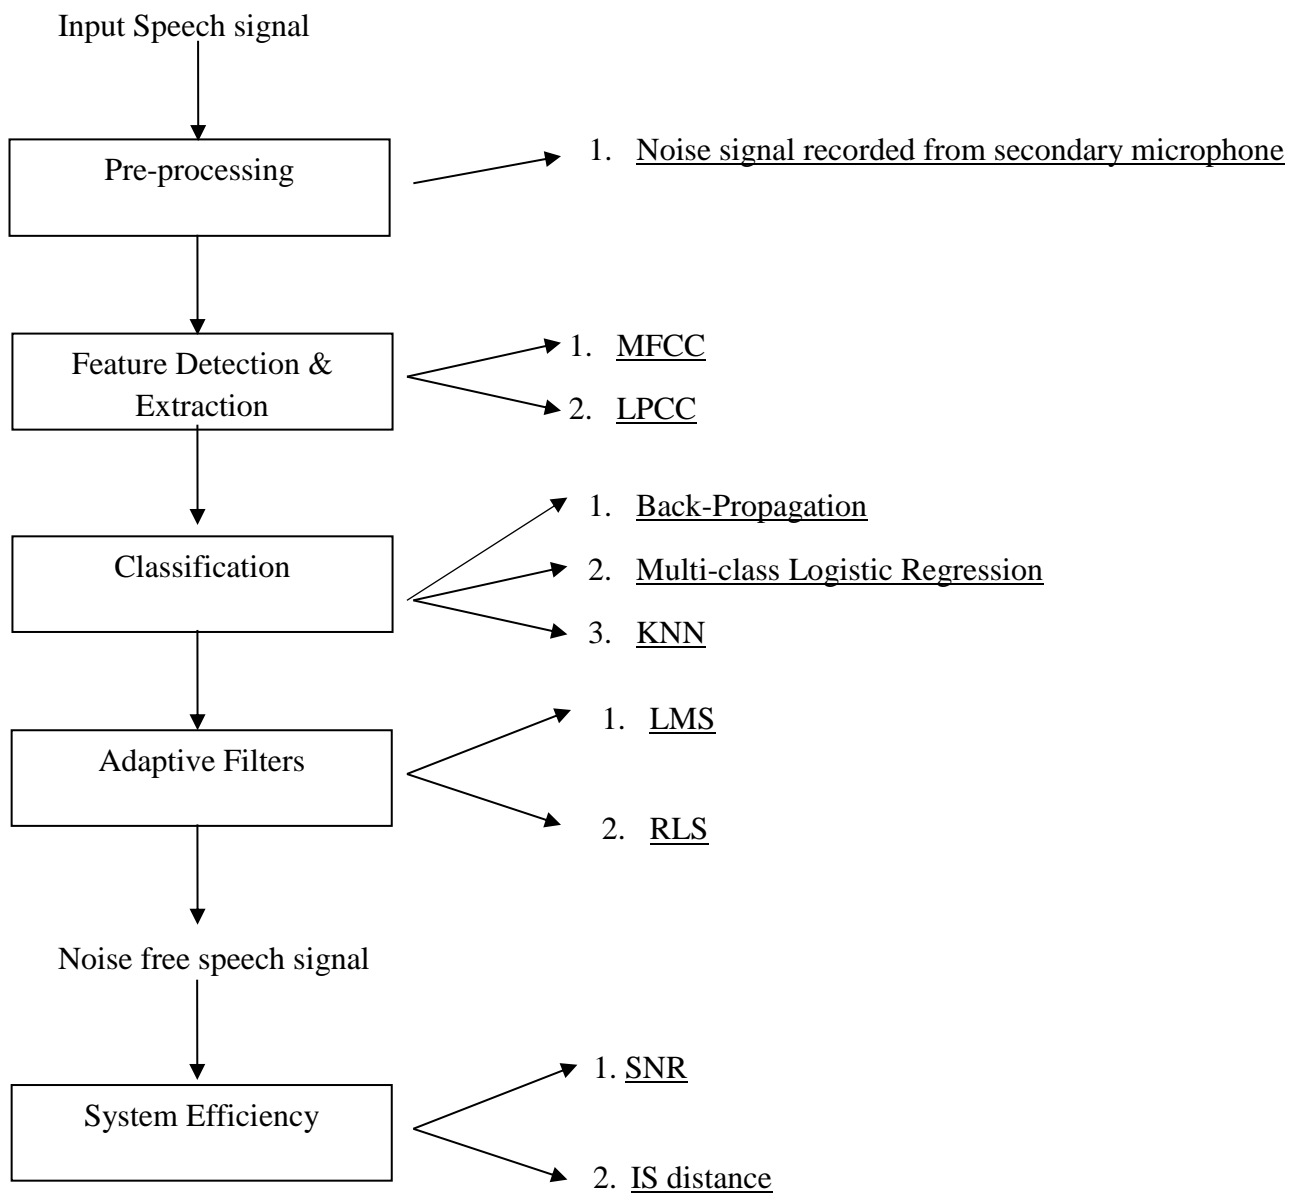 Input Speech signal
Pre-processing
1. Noise signal recorded from secondary microphone
Feature Detection &
Extraction
1. MFCC
2. LPCC
Classification
1. Back-Propagation
2. Multi-class Logistic Regression
3. KNN
Adaptive Filters
1. LMS
2. RLS
Noise free speech signal
System Efficiency
1. SNR
2. IS distance